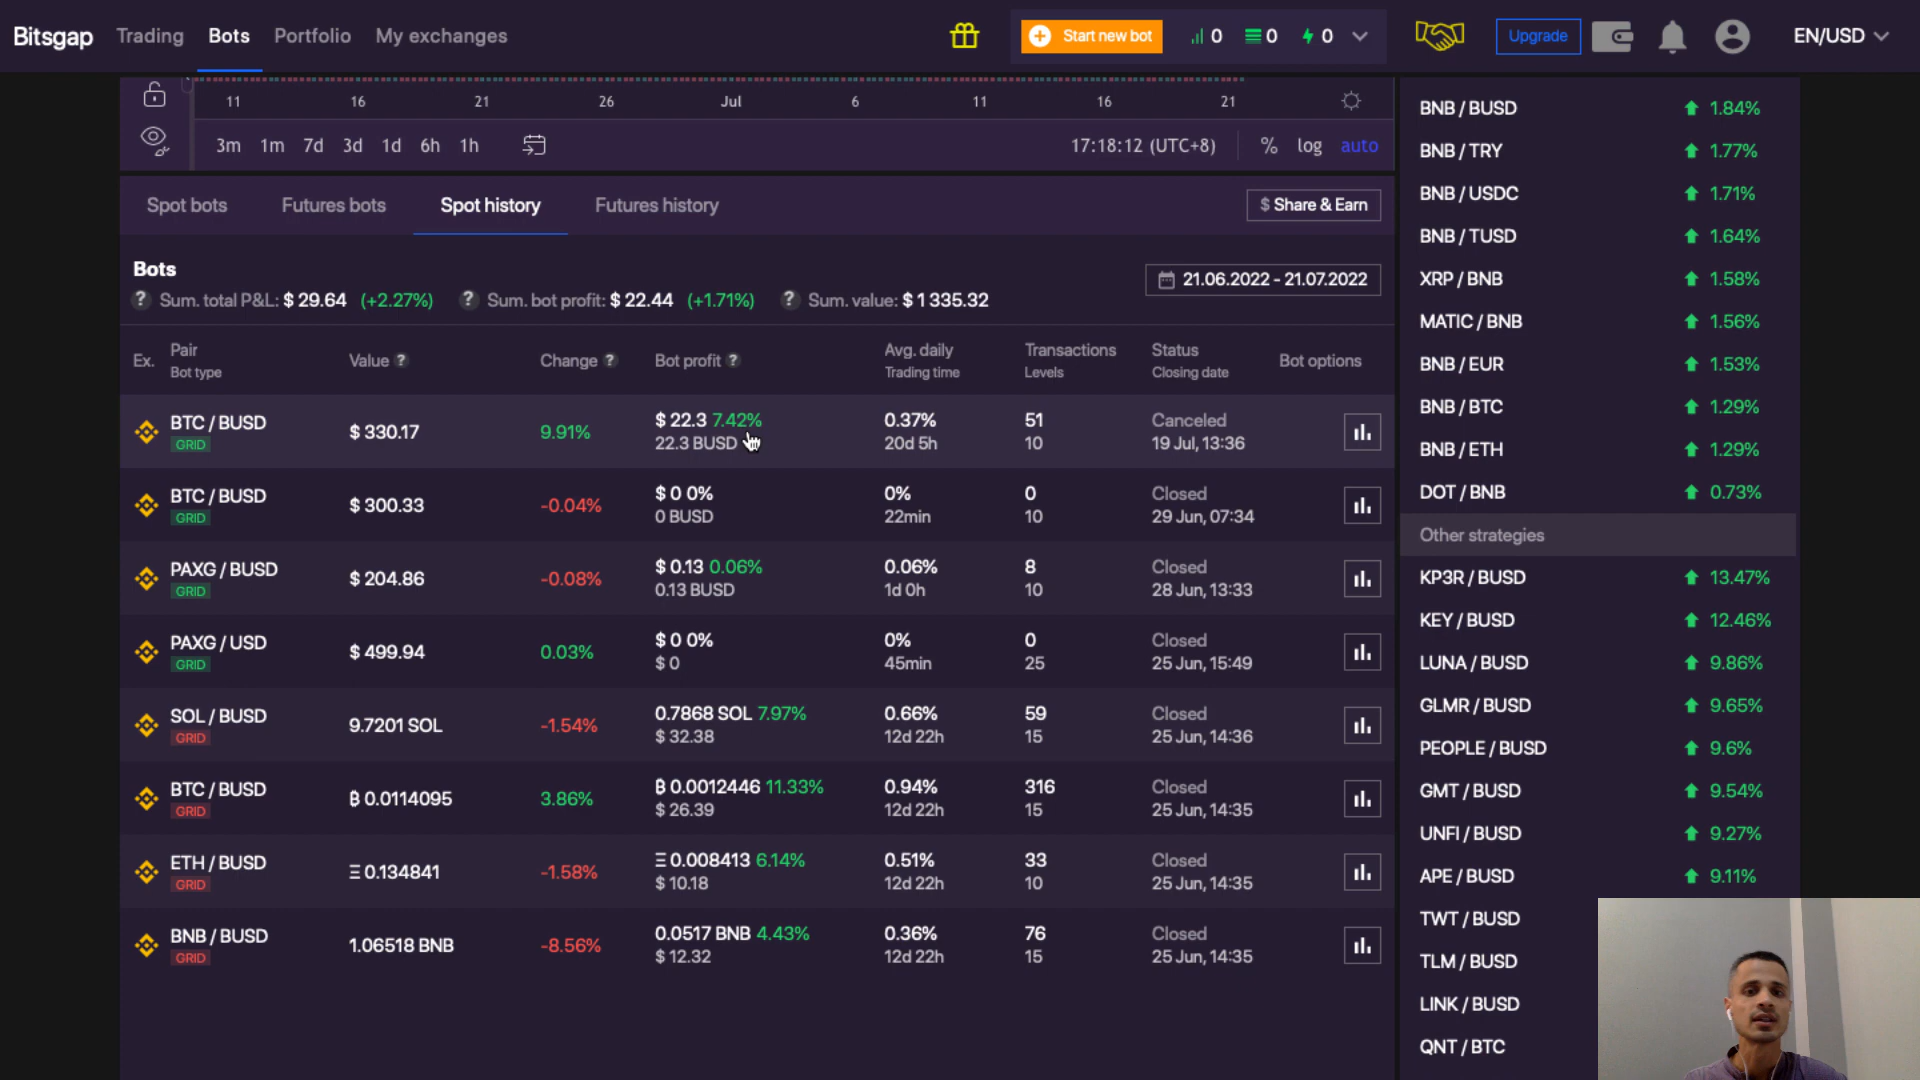 Bitsgap Trading Bots Portfolio My exchanges Start new bot 0 0 0 Upgrade EN/USD
11 16 21 26 Jul 6 11 16 21
3m 1m 7d 3d 1d 6h 1h 17:18:12 (UTC+8) % log auto
Spot bots Futures bots Spot history Futures history $ Share & Earn
Bots
21.06.2022 - 21.07.2022
? Sum. total P&L: $ 29.64 (+2.27%) ? Sum. bot profit: $ 22.44 (+1.71%) ? Sum. value: $ 1 335.32
Ex. Pair Value ? Change ? Bot profit ? Avg. daily Transactions Status Bot options
Bot type Trading time Levels Closing date
BTC / BUSD $ 330.17 9.91% $ 22.3 7.42% 0.37% 51 Canceled
GRID 22.3 BUSD 20d 5h 10 19 Jul, 13:36
BTC / BUSD $ 300.33 -0.04% $ 0 0% 0% 0 Closed
GRID 0 BUSD 22min 10 29 Jun, 07:34
PAXG / BUSD $ 204.86 -0.08% $ 0.13 0.06% 0.06% 8 Closed
GRID 0.13 BUSD 1d 0h 10 28 Jun, 13:33
PAXG / USD $ 499.94 0.03% $ 0 0% 0% 0 Closed
GRID $ 0 45min 25 25 Jun, 15:49
SOL / BUSD 9.7201 SOL -1.54% 0.7868 SOL 7.97% 0.66% 59 Closed
GRID $ 32.38 12d 22h 15 25 Jun, 14:36
BTC / BUSD ₿ 0.0114095 3.86% ₿ 0.0012446 11.33% 0.94% 316 Closed
GRID $ 26.39 12d 22h 15 25 Jun, 14:35
ETH / BUSD Ξ 0.134841 -1.58% Ξ 0.008413 6.14% 0.51% 33 Closed
GRID $ 10.18 12d 22h 10 25 Jun, 14:35
BNB / BUSD 1.06518 BNB -8.56% 0.0517 BNB 4.43% 0.36% 76 Closed
GRID $ 12.32 12d 22h 15 25 Jun, 14:35
BNB / BUSD 1.84%
BNB / TRY 1.77%
BNB / USDC 1.71%
BNB / TUSD 1.64%
XRP / BNB 1.58%
MATIC / BNB 1.56%
BNB / EUR 1.53%
BNB / BTC 1.29%
BNB / ETH 1.29%
DOT / BNB 0.73%
Other strategies
KP3R / BUSD 13.47%
KEY / BUSD 12.46%
LUNA / BUSD 9.86%
GLMR / BUSD 9.65%
PEOPLE / BUSD 9.6%
GMT / BUSD 9.54%
UNFI / BUSD 9.27%
APE / BUSD 9.11%
TWT / BUSD
TLM / BUSD
LINK / BUSD
QNT / BTC